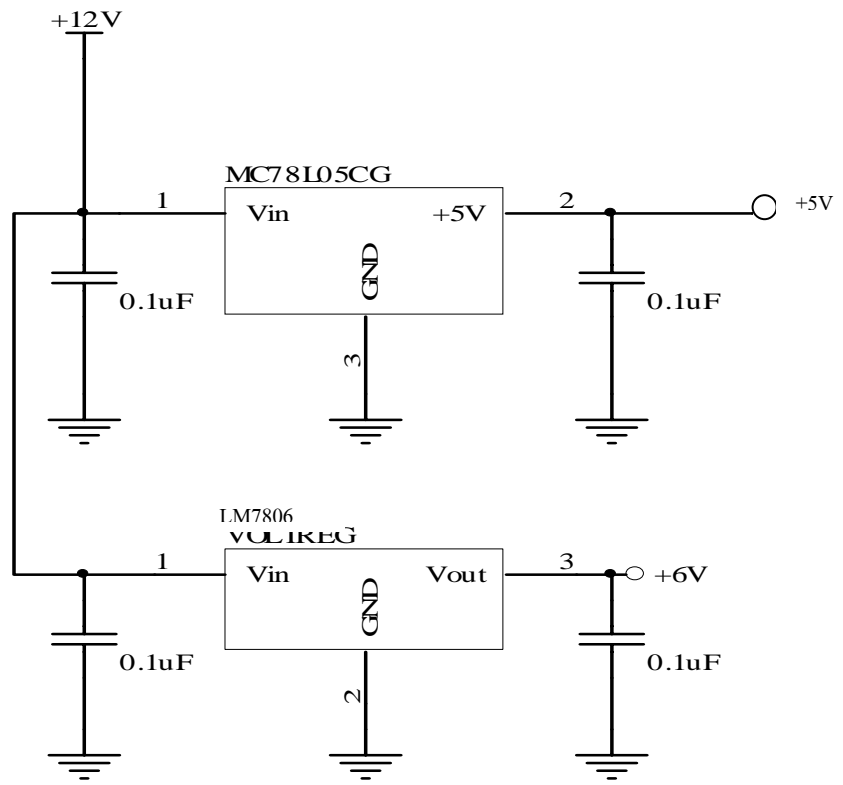 +12V
MC78L05CG
1
Vin
+5V
2
+5V
GND
0.1uF
0.1uF
3
LM7806
1
Vin
Vout
3
+6V
GND
0.1uF
0.1uF
2